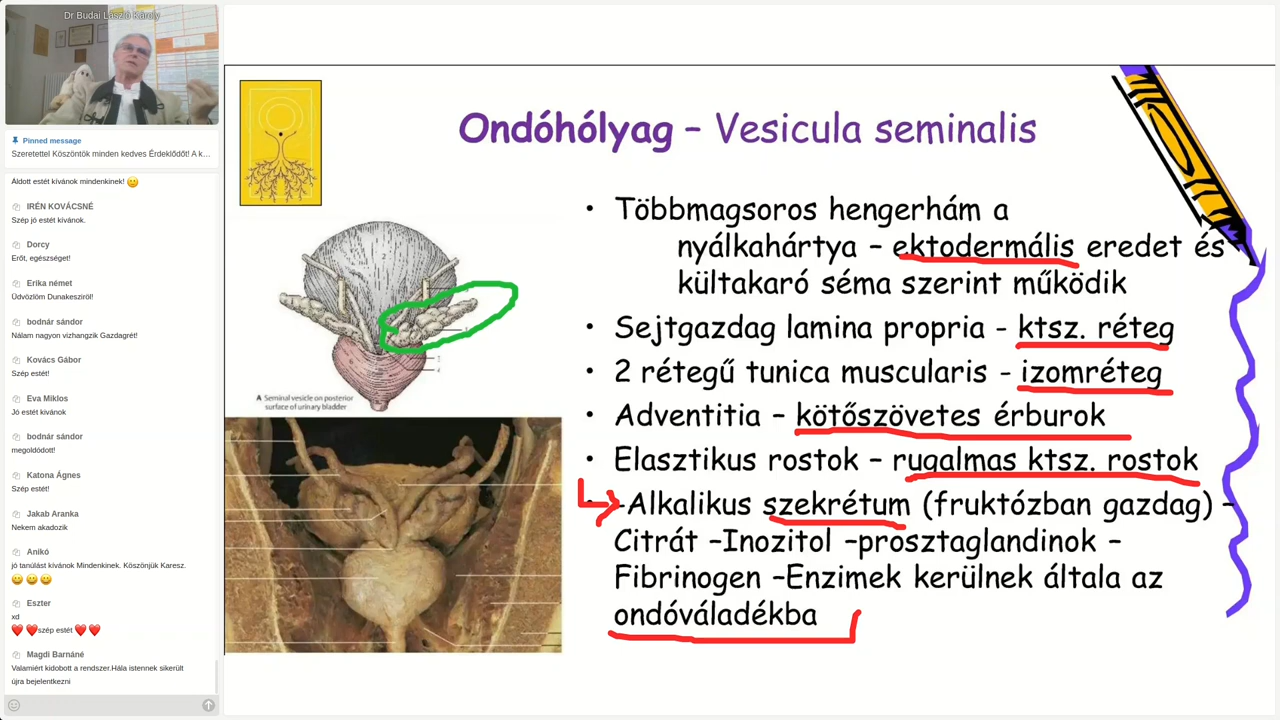 Dr Budai László Károly
Pinned message
Szeretettel Köszöntök minden kedves Érdeklődőt! A k…
Áldott estét kívánok mindenkinek!
IRÉN KOVÁCSNÉ
Szép jó estét kívánok.
Dorcy
Erőt, egészséget!
Erika német
Üdvözlöm Dunakesziröl!
bodnár sándor
Nálam nagyon vizhangzik Gazdagrét!
Kovács Gábor
Szép estét!
Eva Miklos
Jó estét kivánok
bodnár sándor
megoldódott!
Katona Ágnes
Szép estét!
Jakab Aranka
Nekem akadozik
Anikó
jó tanúlást kívánok Mindenkinek. Köszönjük Karesz.
Eszter
xd
szép estét
Magdi Barnáné
Valamiért kidobott a rendszer.Hála istennek sikerült
újra bejelentkezni
Ondóhólyag – Vesicula seminalis
• Többmagsoros hengerhám a
nyálkahártya – ektodermális eredet és
kültakaró séma szerint működik
• Sejtgazdag lamina propria - ktsz. réteg
• 2 rétegű tunica muscularis - izomréteg
• Adventitia – kötőszövetes érburok
• Elasztikus rostok – rugalmas ktsz. rostok
-Alkalikus szekrétum (fruktózban gazdag) –
Citrát –Inozitol –prosztaglandinok –
Fibrinogen –Enzimek kerülnek általa az
ondóváladékba
A Seminal vesicle on posterior
surface of urinary bladder